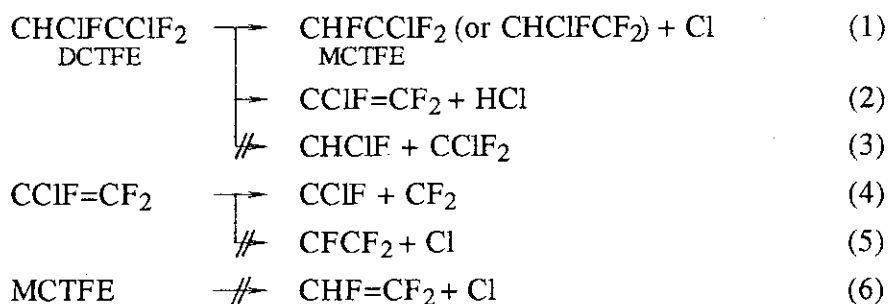 CHClFCClF₂ → CHFCClF₂ (or CHClFCF₂) + Cl (1)
DCTFE MCTFE
→ CClF=CF₂ + HCl (2)
CHClF + CClF₂ (3)
CClF=CF₂ → CClF + CF₂ (4)
CFCF₂ + Cl (5)
MCTFE CHF=CF₂ + Cl (6)